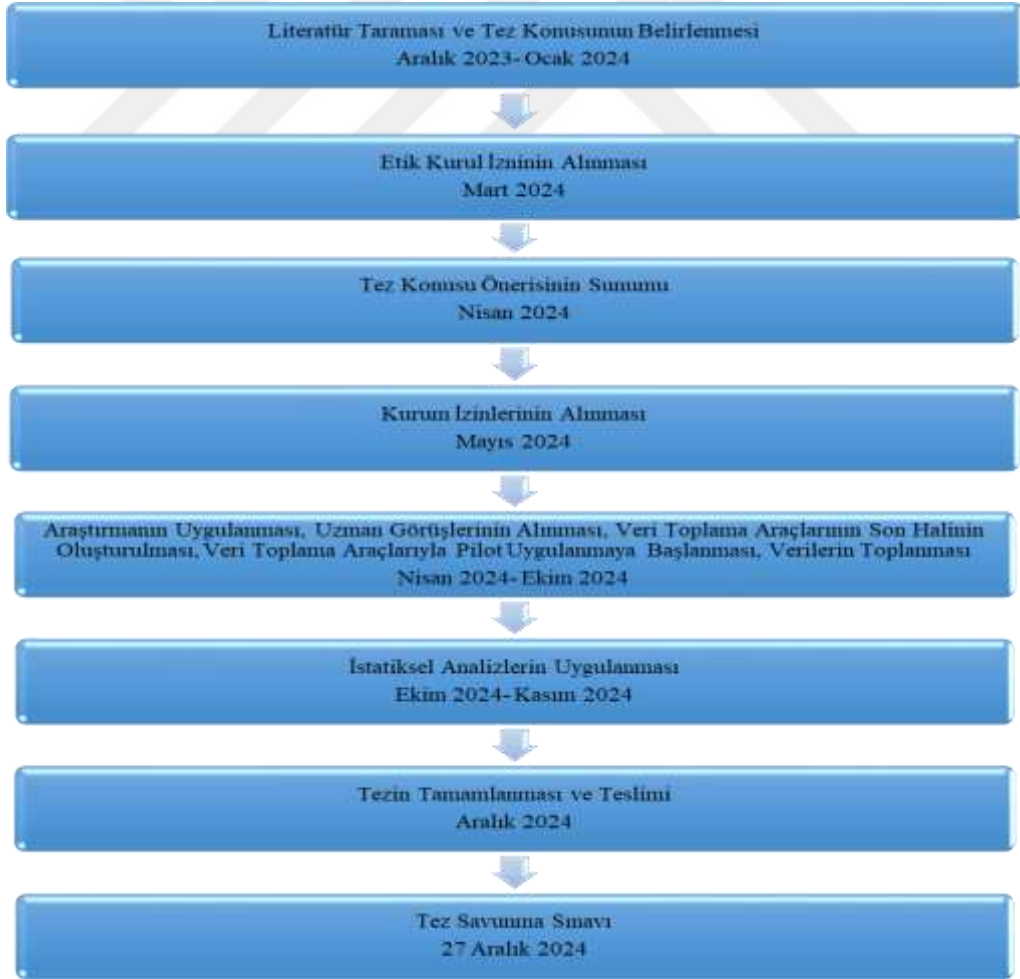 Literatür Taraması ve Tez Konusunun Belirlenmesi
Aralık 2023- Ocak 2024
Etik Kurul İzninin Alınması
Mart 2024
Tez Konusu Önerisinin Sunumu
Nisan 2024
Kurum İzinlerinin Alınması
Mayıs 2024
Araştırmanın Uygulanması, Uzman Görüşlerinin Alınması, Veri Toplama Araçlarının Son Halinin
Oluşturulması, Veri Toplama Araçlarıyla Pilot Uygulanmaya Başlanması, Verilerin Toplanması
Nisan 2024- Ekim 2024
İstatiksel Analizlerin Uygulanması
Ekim 2024- Kasım 2024
Tezin Tamamlanması ve Teslimi
Aralık 2024
Tez Savunma Sınavı
27 Aralık 2024